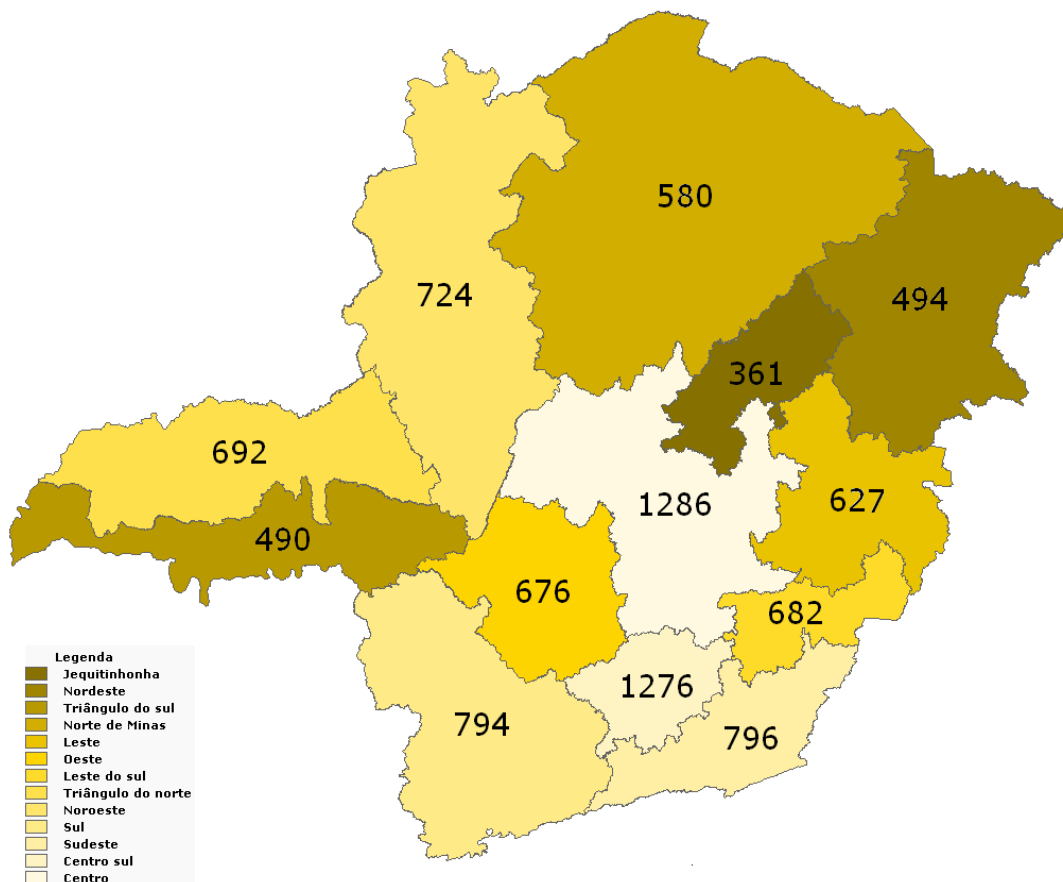 580
724
494
361
692
1286
627
490
676
682
1276
794
796
Legenda
Jequitinhonha
Nordeste
Triângulo do sul
Norte de Minas
Leste
Oeste
Leste do sul
Triângulo do norte
Noroeste
Sul
Sudeste
Centro sul
Centro